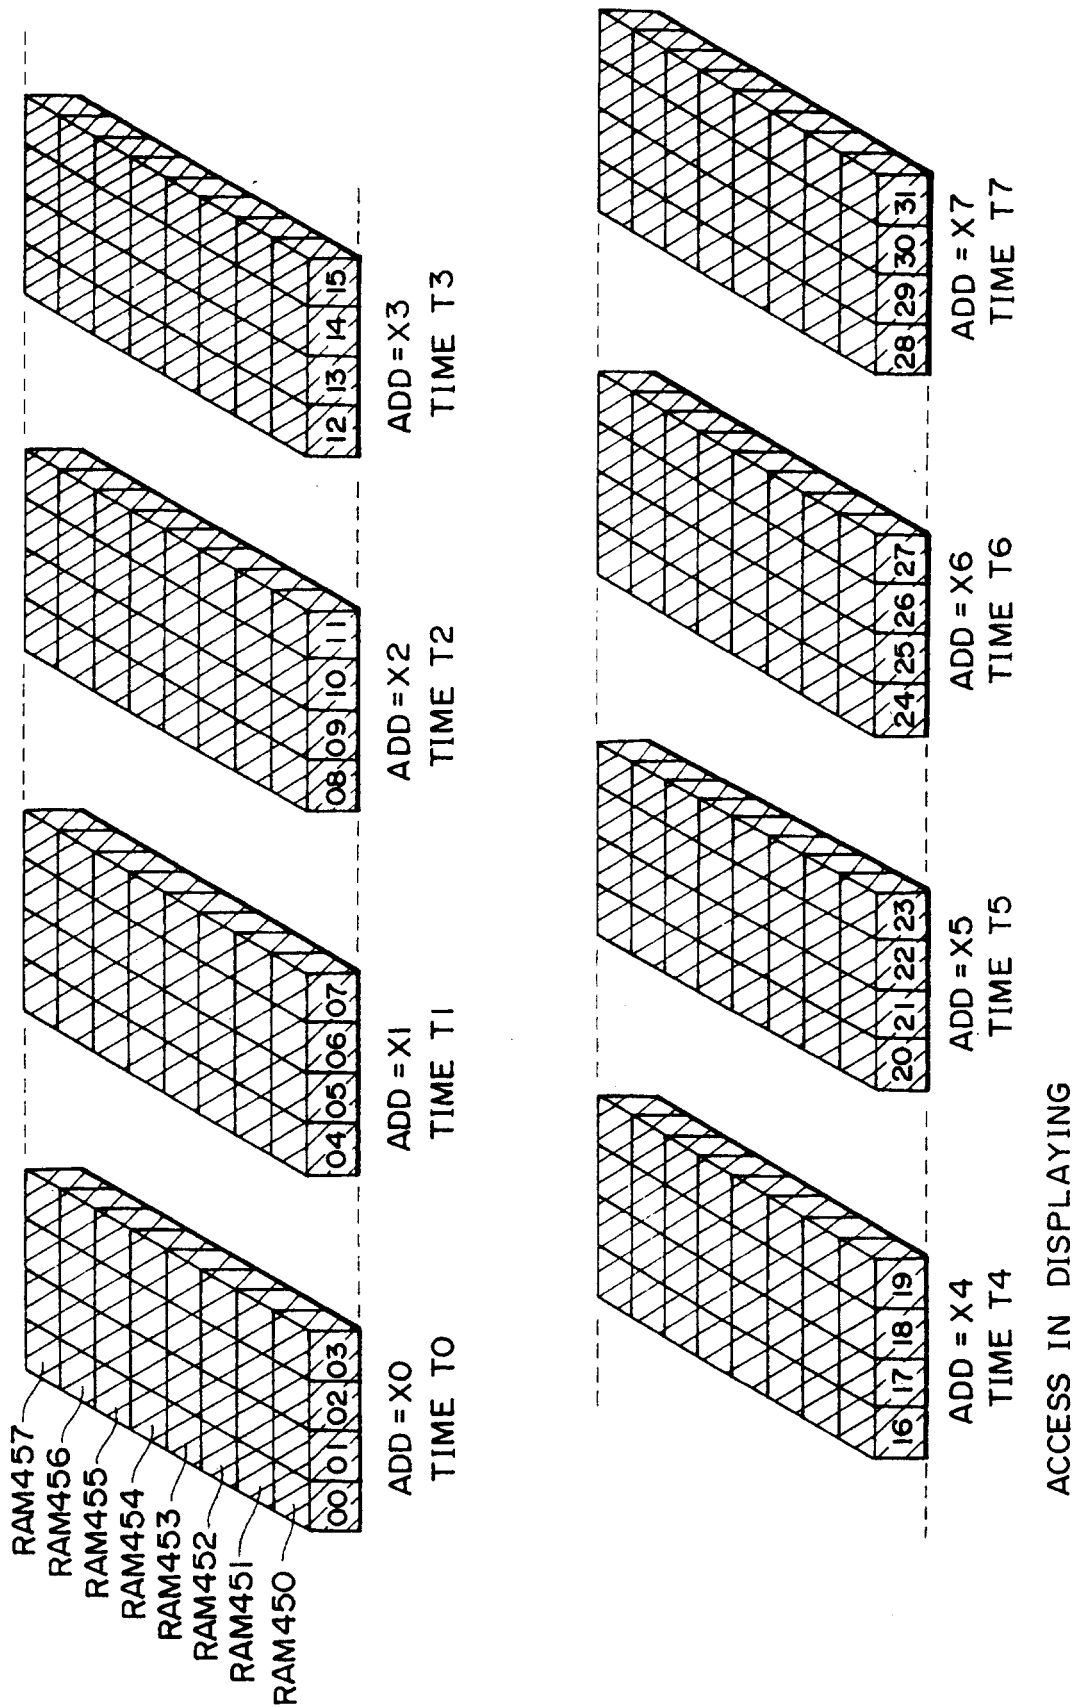 RAM457
RAM456
RAM455
RAM454
RAM453
RAM452
RAM451
RAM450
00 01 02 03
ADD=X0
TIME T0
04 05 06 07
ADD=X1
TIME T1
08 09 10 11
ADD=X2
TIME T2
12 13 14 15
ADD=X3
TIME T3
16 17 18 19
ADD=X4
TIME T4
20 21 22 23
ADD=X5
TIME T5
24 25 26 27
ADD=X6
TIME T6
28 29 30 31
ADD=X7
TIME T7
ACCESS IN DISPLAYING